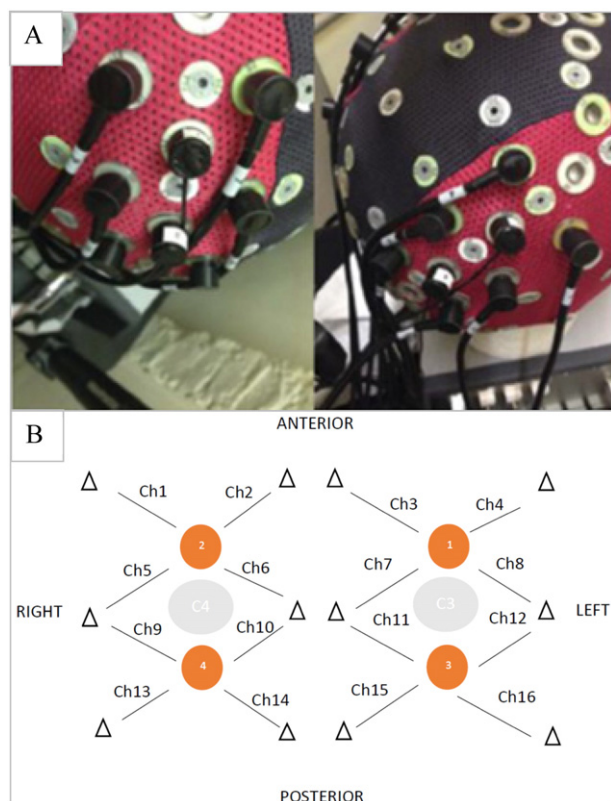 A
B
ANTERIOR
Ch1
Ch2
Ch3
Ch4
2
1
Ch5
Ch6
Ch7
Ch8
RIGHT
C4
C3
LEFT
Ch9
Ch10
Ch11
Ch12
4
3
Ch13
Ch14
Ch15
Ch16
POSTERIOR